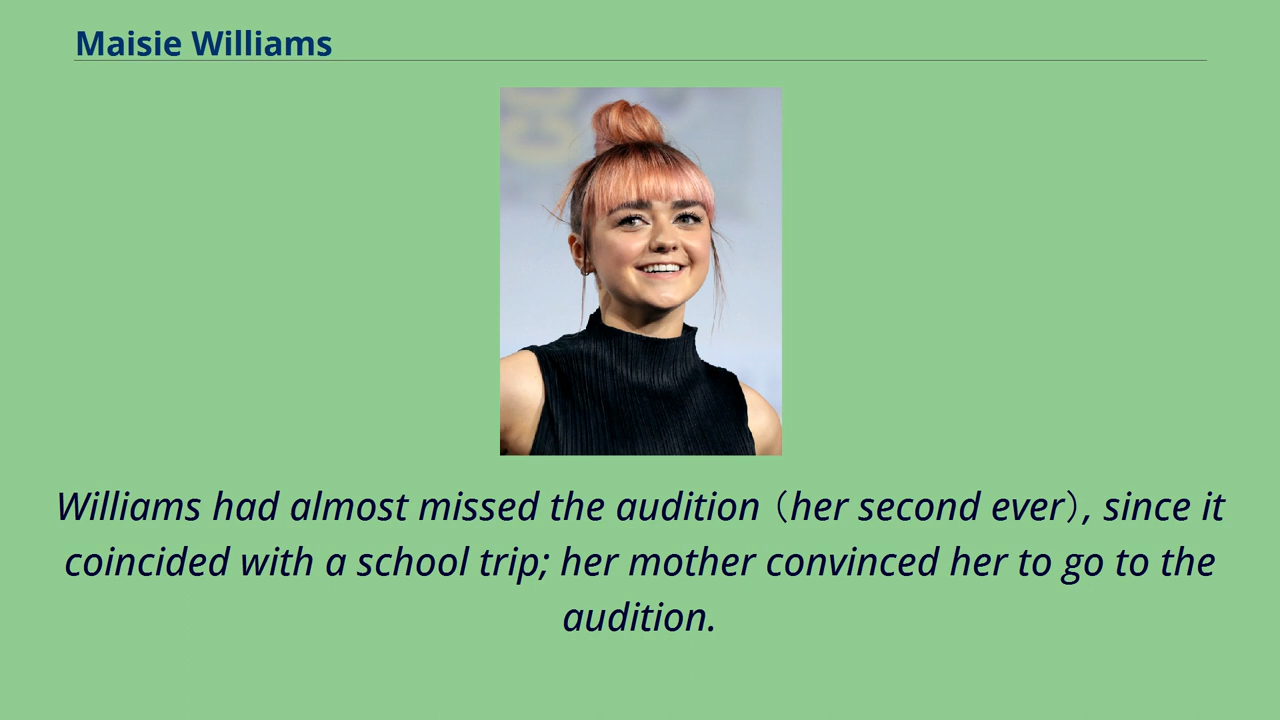 Maisie Williams
Williams had almost missed the audition （her second ever）, since it
coincided with a school trip; her mother convinced her to go to the
audition.